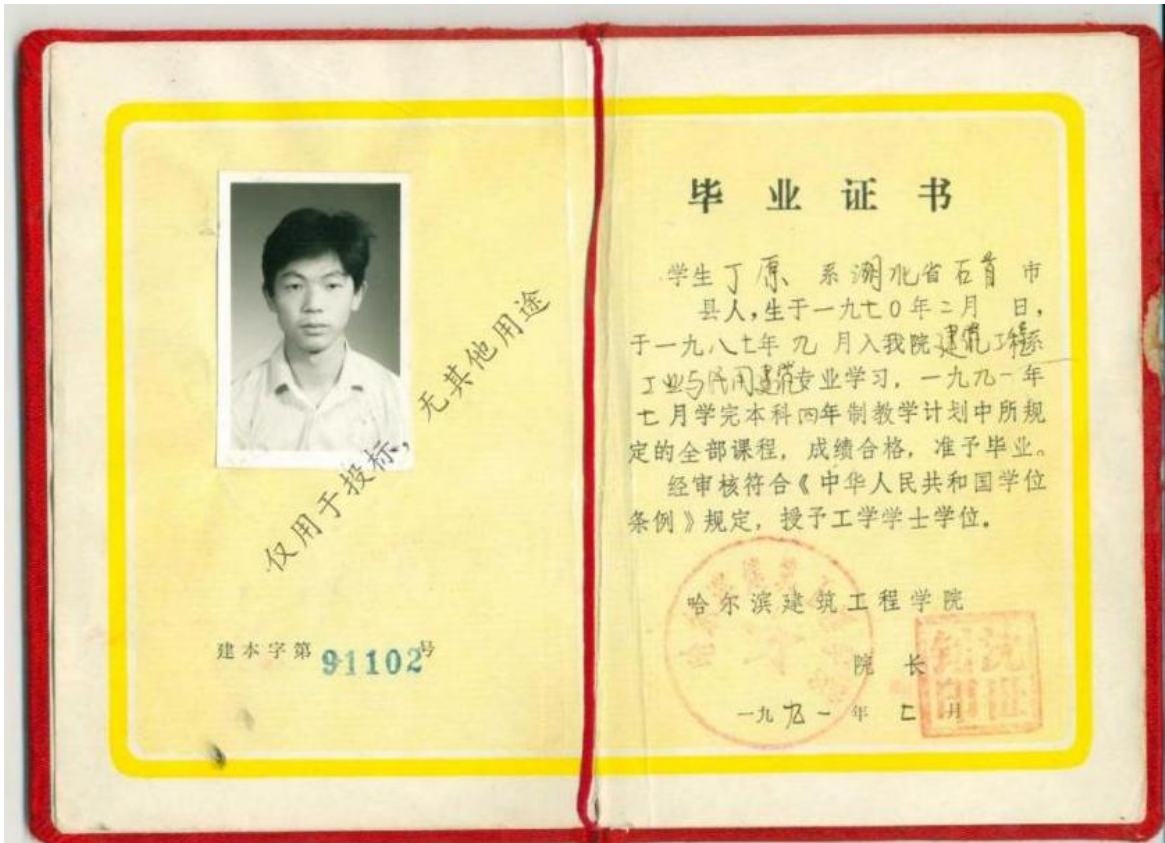 仅用于投标，无其他用途
建本字第91102号
毕业证书
学生丁原 系湖北省石首市
县人，生于一九七0年二月 日，
于一九八七年九月入我院建筑工程系
工业与民用建筑专业学习，一九九一年
七月学完本科四年制教学计划中所规
定的全部课程，成绩合格，准予毕业。
经审核符合《中华人民共和国学位
条例》规定，授予工学学士学位。
哈尔滨建筑工程学院
院长
一九九一年七月